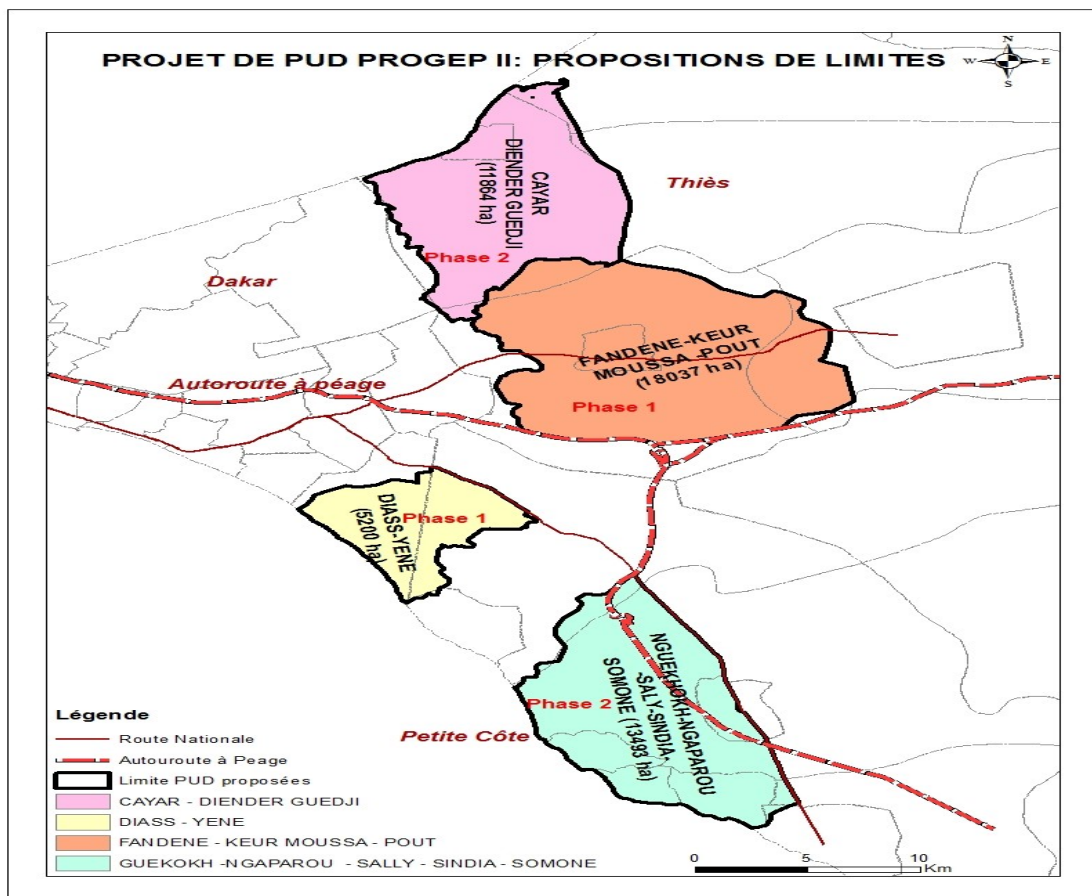 PROJET DE PUD PROGEP II: PROPOSITIONS DE LIMITES
N
W E
S
CAYAR
DIENDER GUEDJI
(11864 ha)
Thiès
Phase 2
Dakar
FANDENE-KEUR
MOUSSA -POUT
(18037 ha)
Autoroute à péage
Phase 1
DIASS-YENE
(5200 ha)
Phase 1
NGUEKHOKH-NGAPAROU
-SALY-SINDIA-
SOMONE (13493 ha)
Phase 2
Petite Côte
Légende
Route Nationale
Autouroute à Peage
Limite PUD proposées
CAYAR - DIENDER GUEDJI
DIASS - YENE
FANDENE - KEUR MOUSSA - POUT
GUEKOKH -NGAPAROU - SALLY - SINDIA - SOMONE
0 5 10
Km